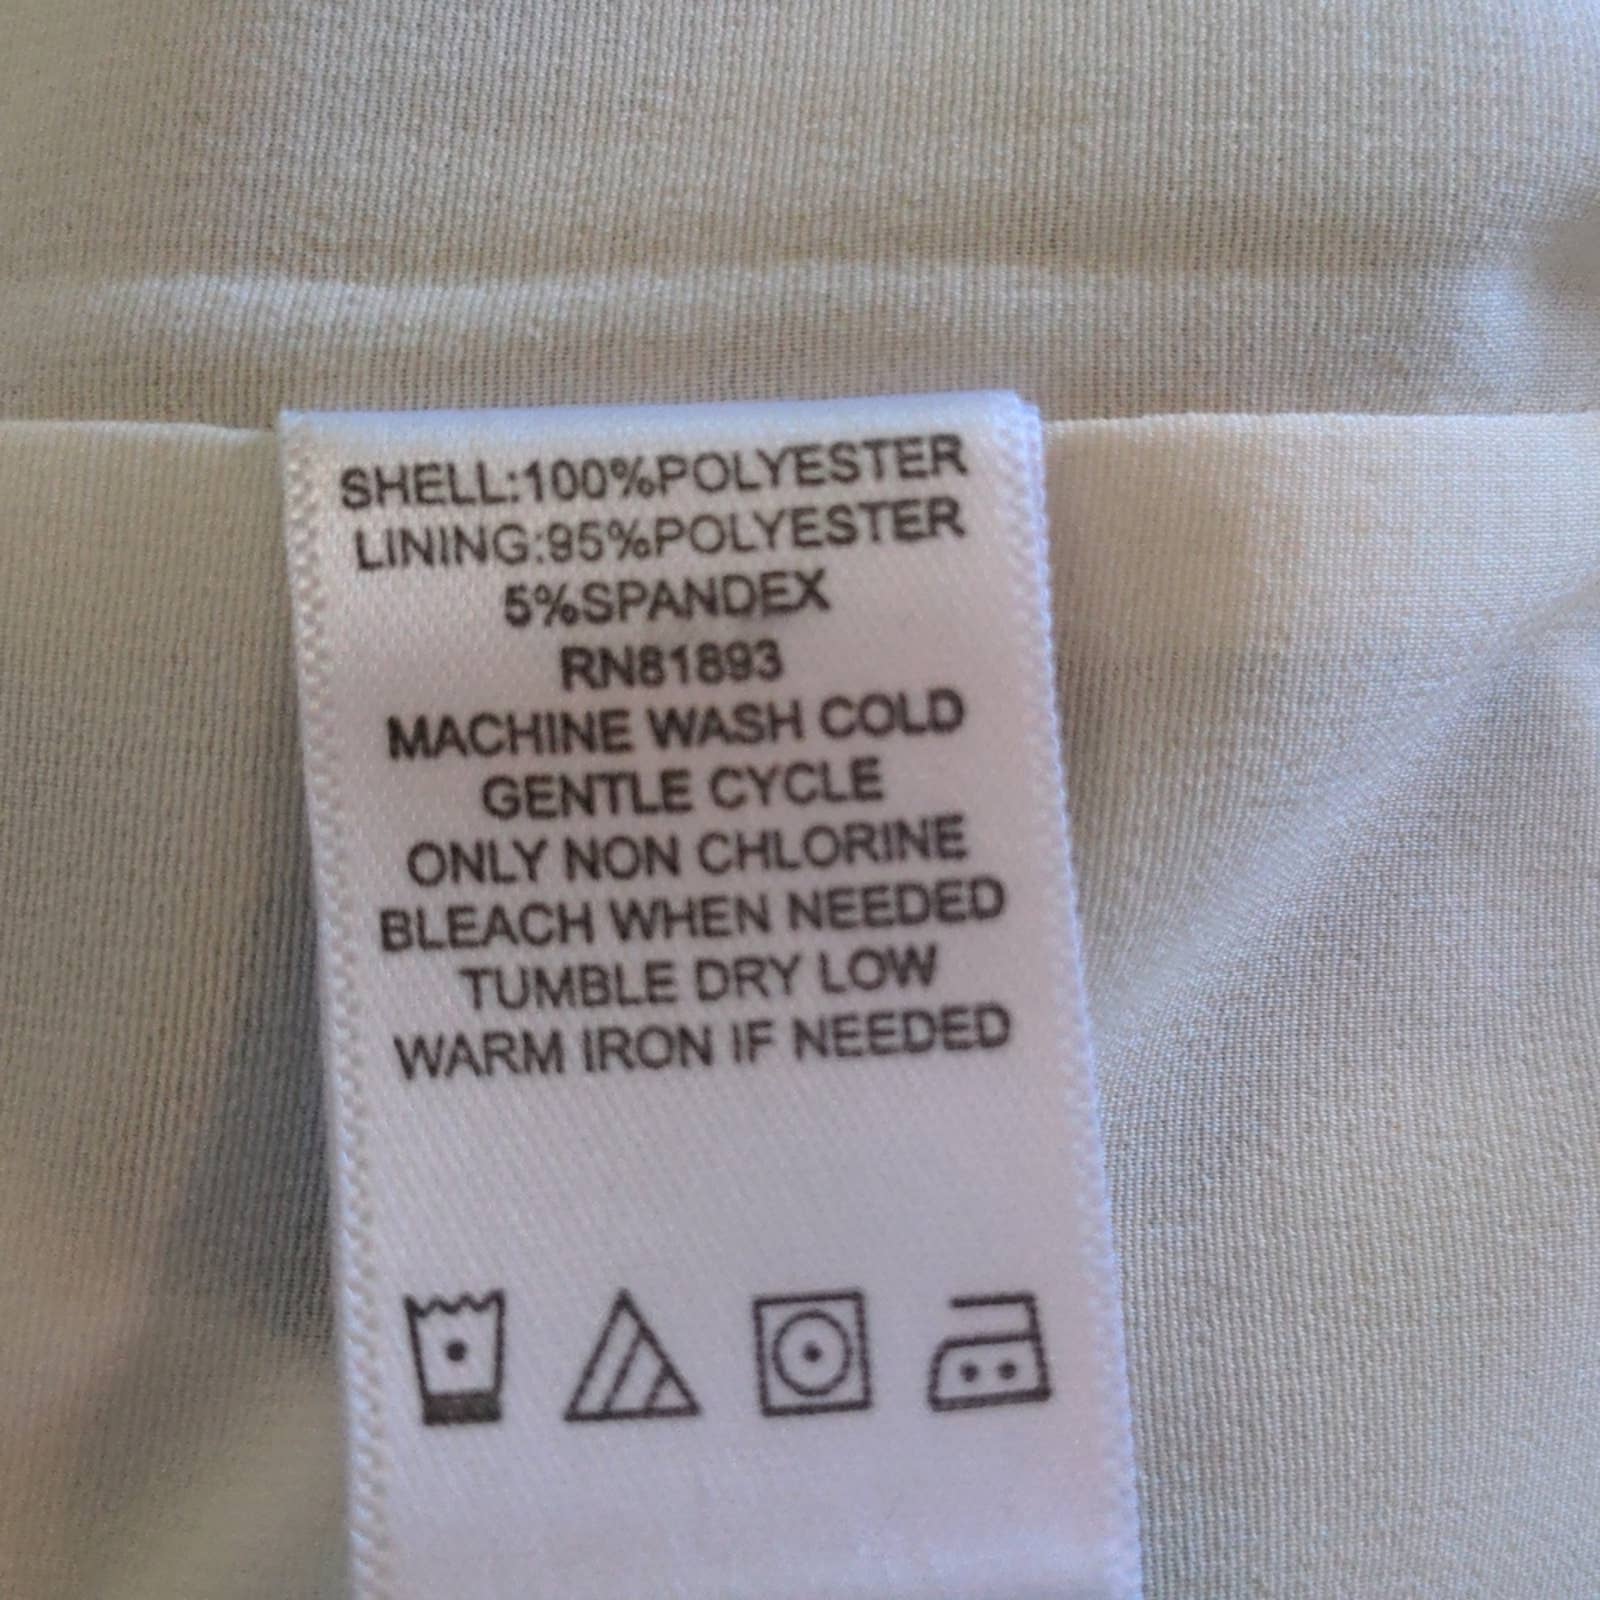 SHELL:100%POLYESTER
LINING:95%POLYESTER
5%SPANDEX
RN81893
MACHINE WASH COLD
GENTLE CYCLE
ONLY NON CHLORINE
BLEACH WHEN NEEDED
TUMBLE DRY LOW
WARM IRON IF NEEDED